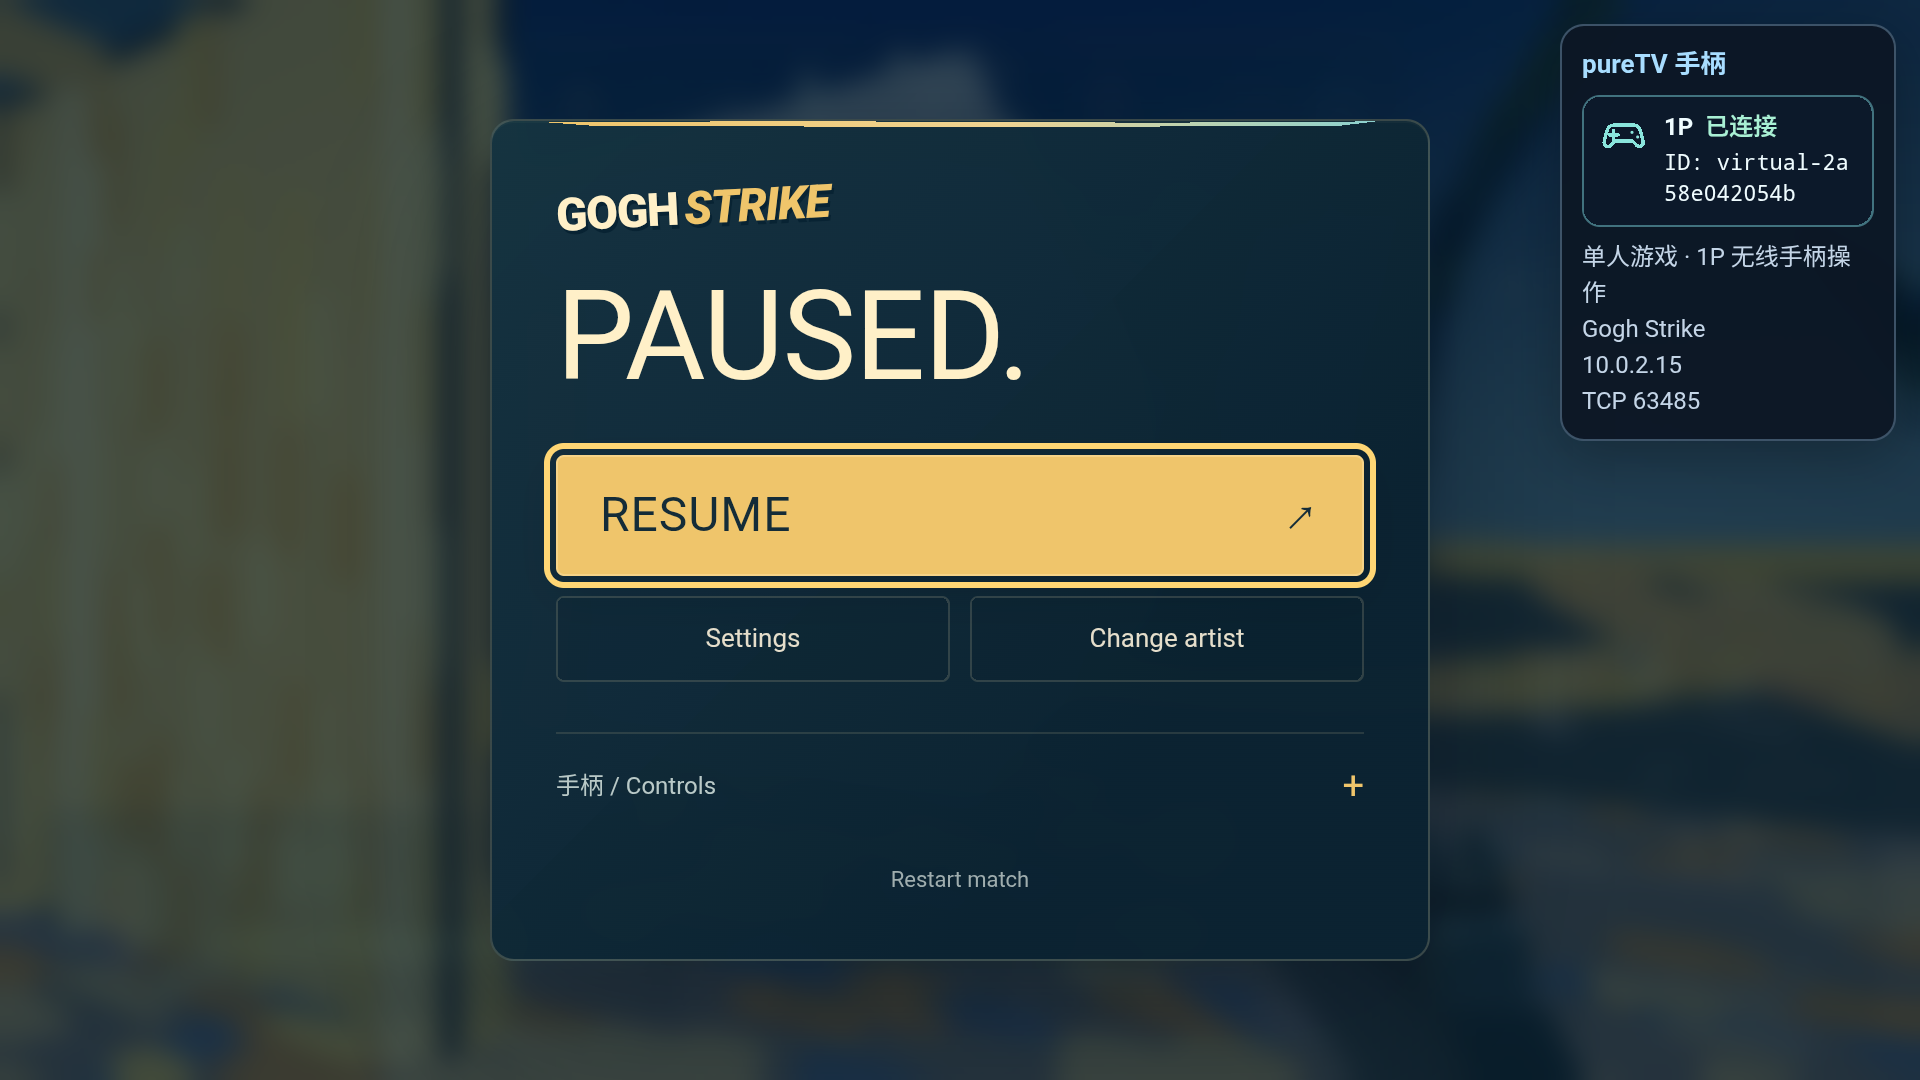 GOGH STRIKE
PAUSED.
RESUME ↗
Settings
Change artist
手柄 / Controls +
Restart match
pureTV 手柄
1P 已连接
ID: virtual-2a
58e042054b
单人游戏 · 1P 无线手柄操
作
Gogh Strike
10.0.2.15
TCP 63485